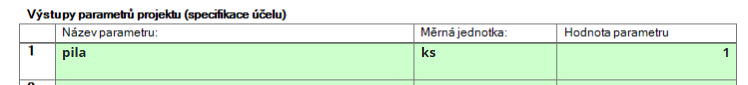 Výstupy parametrů projektu (specifikace účelu)
Název parametru: Měrná jednotka: Hodnota parametru
1 pila ks 1